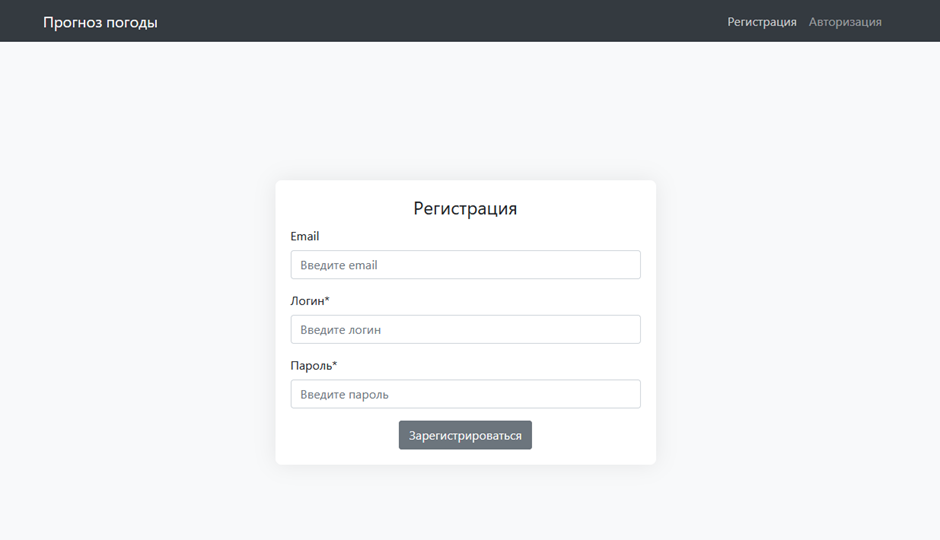 Прогноз погоды
Регистрация Авторизация
Регистрация
Email
Введите email
Логин*
Введите логин
Пароль*
Введите пароль
Зарегистрироваться